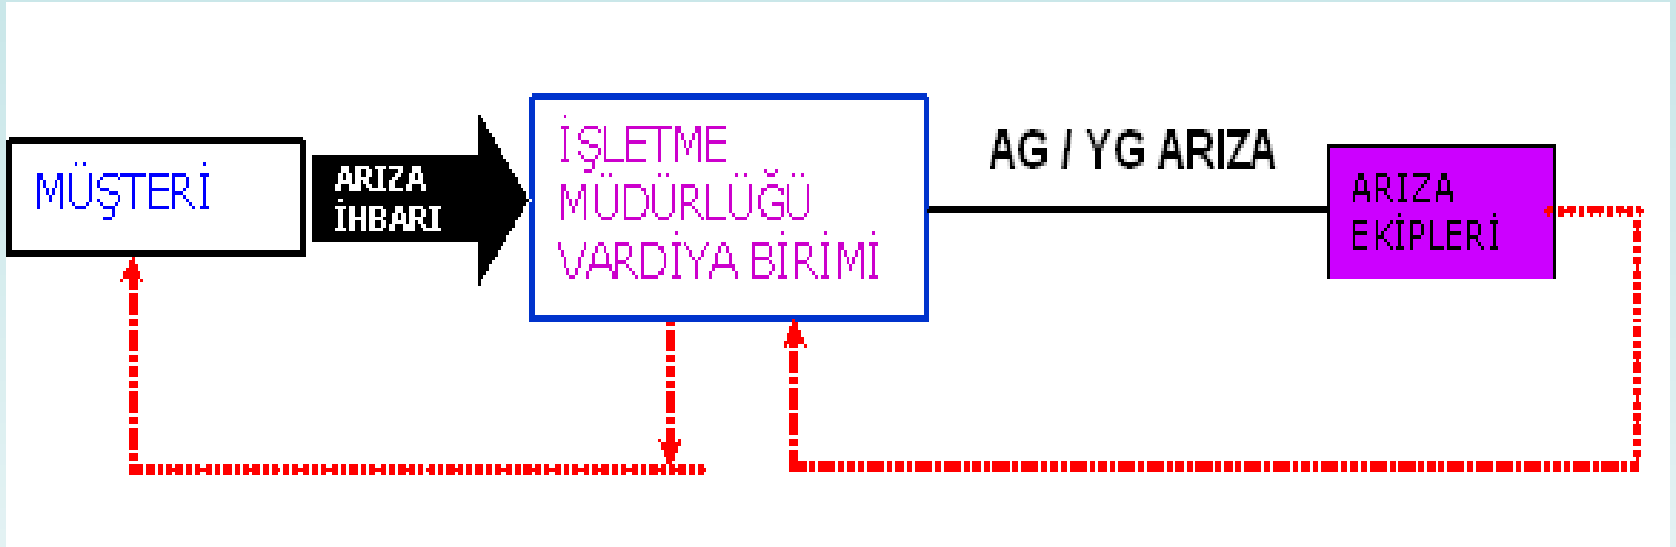 MÜŞTERİ
ARIZA
İHBARI
İŞLETME
MÜDÜRLÜĞÜ
VARDİYA BİRİMİ
AG / YG ARIZA
ARIZA
EKİPLERİ